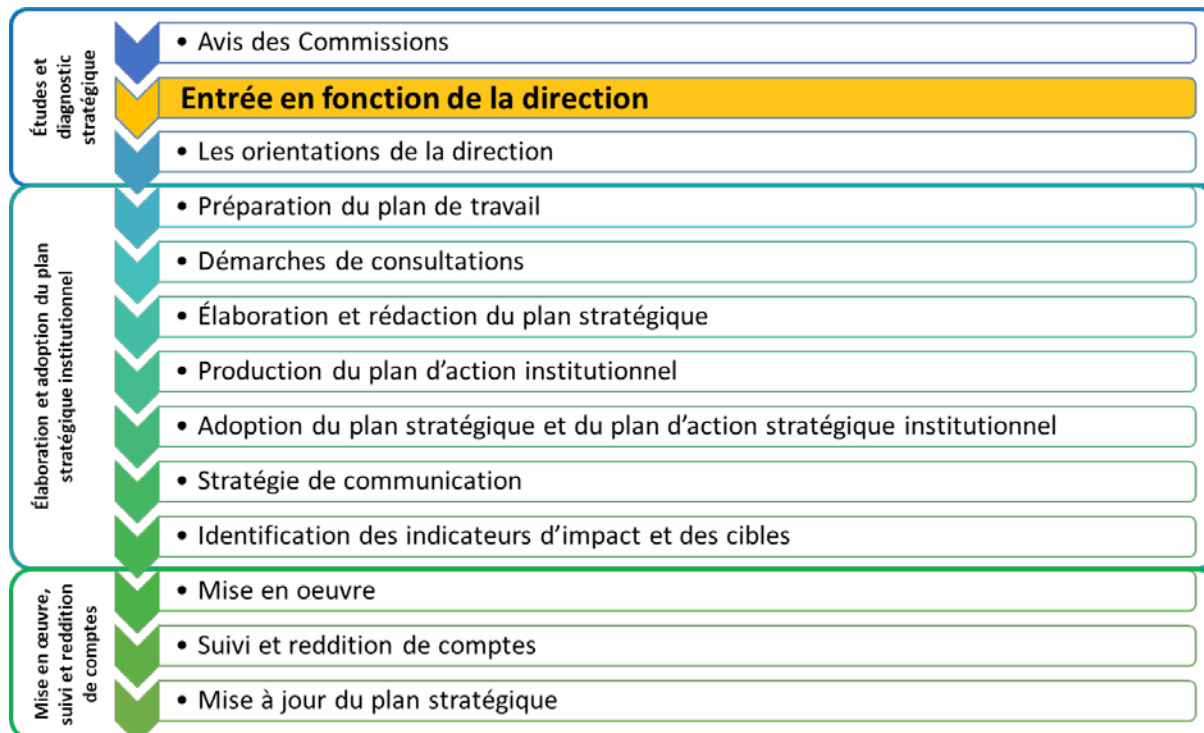 Études et
diagnostic
stratégique
• Avis des Commissions
Entrée en fonction de la direction
• Les orientations de la direction
Élaboration et adoption du plan
stratégique institutionnel
• Préparation du plan de travail
• Démarches de consultations
• Élaboration et rédaction du plan stratégique
• Production du plan d’action institutionnel
• Adoption du plan stratégique et du plan d’action stratégique institutionnel
• Stratégie de communication
• Identification des indicateurs d’impact et des cibles
Mise en œuvre,
suivi et reddition
de comptes
• Mise en oeuvre
• Suivi et reddition de comptes
• Mise à jour du plan stratégique